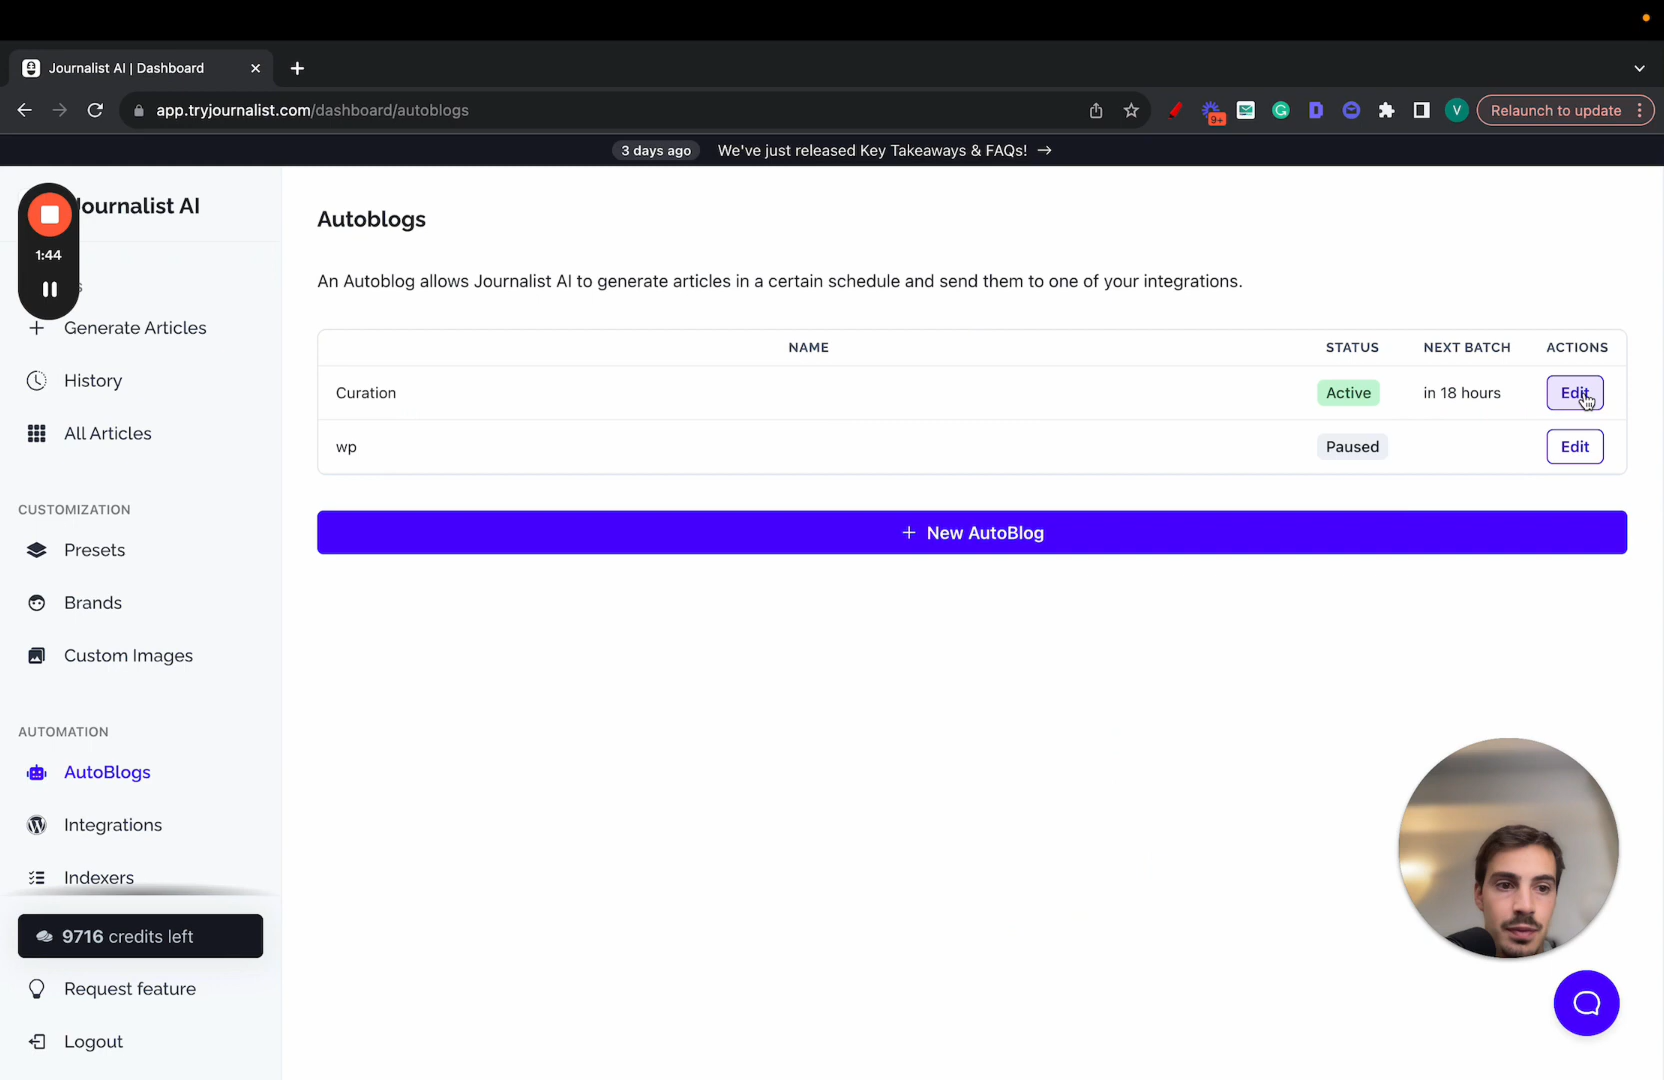 Journalist AI | Dashboard
app.tryjournalist.com/dashboard/autoblogs
9+
V
Relaunch to update
3 days ago We've just released Key Takeaways & FAQs! →
Journalist AI
1:44
Generate Articles
History
All Articles
CUSTOMIZATION
Presets
Brands
Custom Images
AUTOMATION
AutoBlogs
Integrations
Indexers
9716 credits left
Request feature
Logout
Autoblogs
An Autoblog allows Journalist AI to generate articles in a certain schedule and send them to one of your integrations.
NAME STATUS NEXT BATCH ACTIONS
Curation Active in 18 hours Edit
wp Paused Edit
+ New AutoBlog